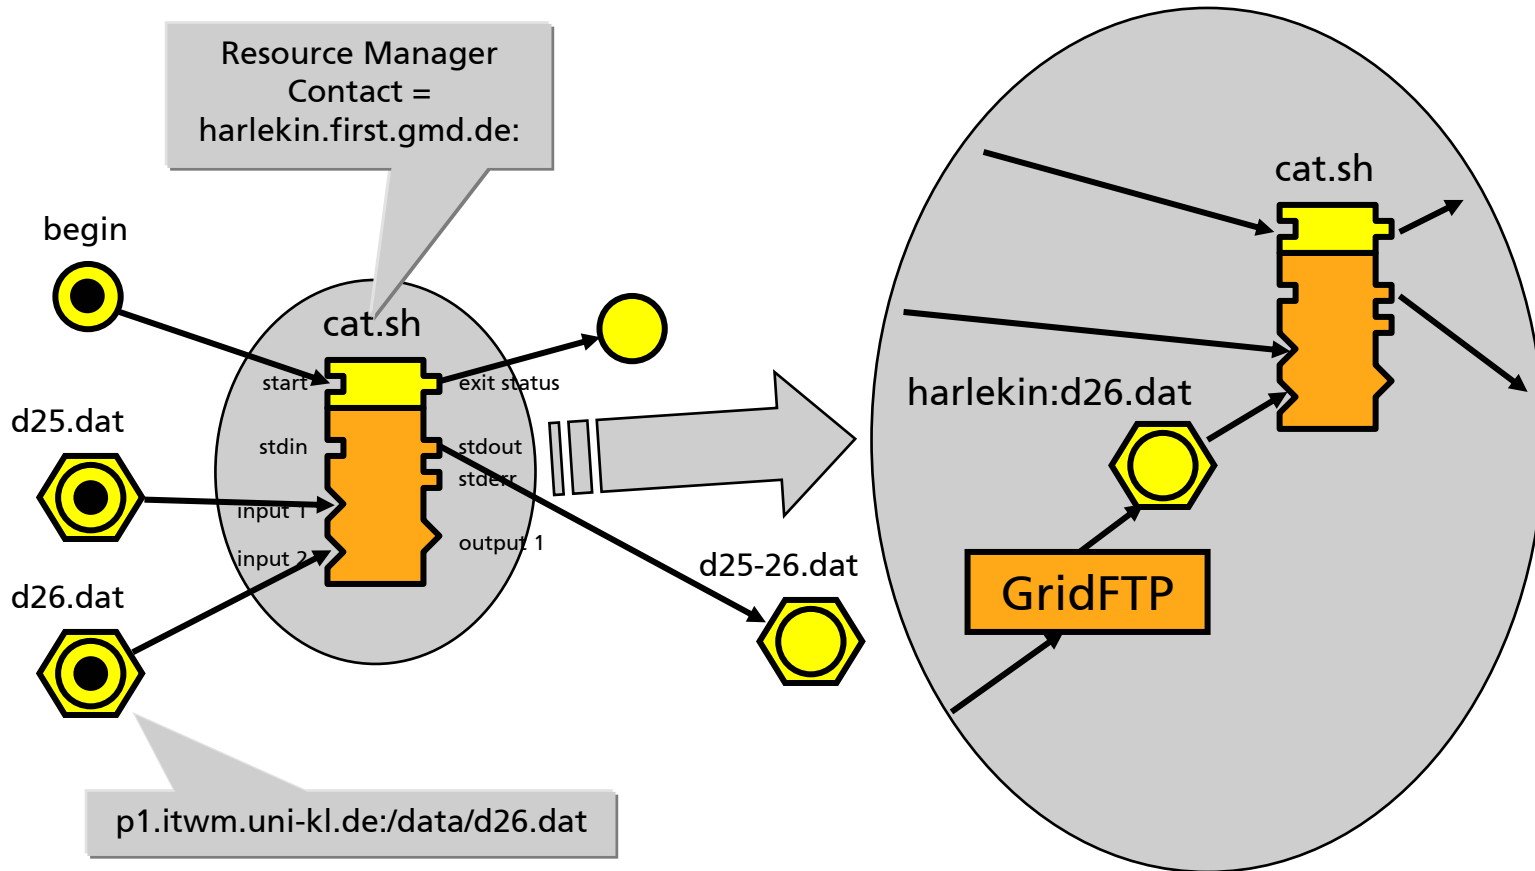 Resource Manager
Contact =
harlekin.first.gmd.de:
begin
cat.sh
start
exit status
d25.dat
stdin
stdout
stderr
input 1
input 2
output 1
d26.dat
d25-26.dat
p1.itwm.uni-kl.de:/data/d26.dat
cat.sh
harlekin:d26.dat
GridFTP